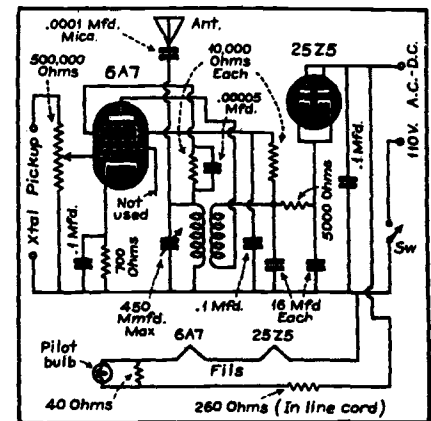 .0001 Mfd.
Mica.
Ant.
500,000
Ohms
6A7
10,000
Ohms
Each
.00005
Mfd.
25Z5
A.C.-D.C.
110V.
Xtal Pickup
Not
used
.1 Mfd.
700
Ohms
5000 Ohms
.1 Mfd.
Sw
450
Mmfd.
Max
.1 Mfd.
16 Mfd
Each
6A7
25Z5
Pilot
bulb
Fils
40 Ohms
260 Ohms (In line cord)